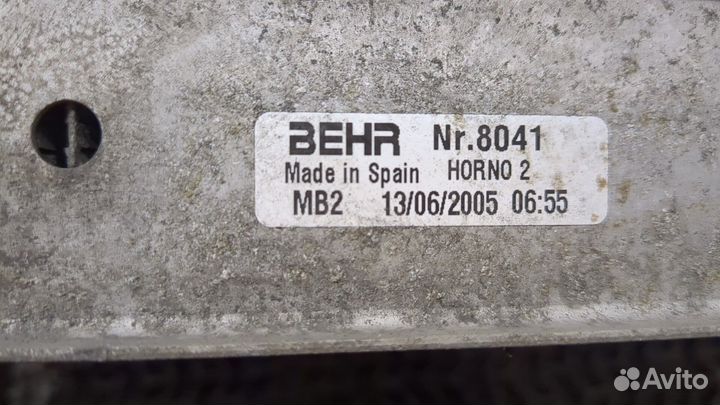 BEHR Nr.8041
Made in Spain HORNO 2
MB2 13/06/2005 06:55
Avito